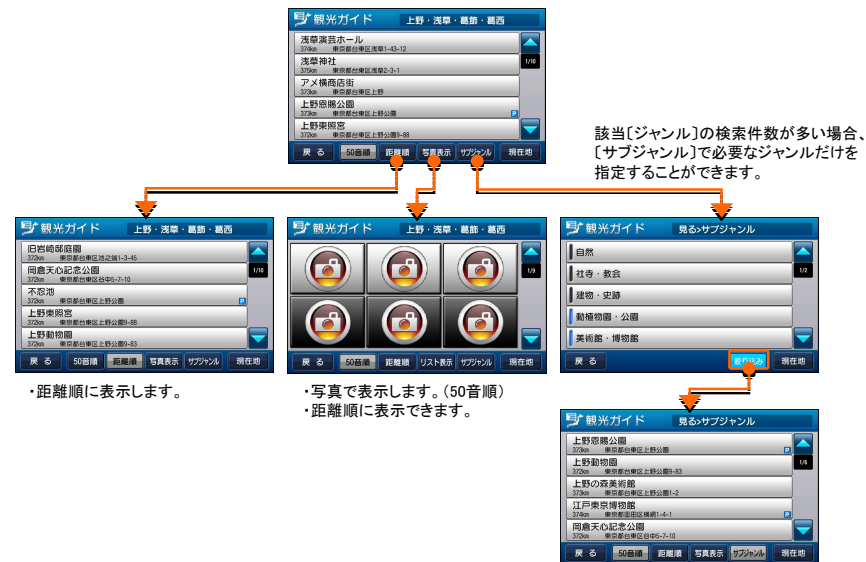 観光ガイド 上野・浅草・葛飾・葛西
浅草演芸ホール
374km 東京都台東区浅草1-43-12
浅草神社
375km 東京都台東区浅草2-3-1
アメ横商店街
373km 東京都台東区上野
上野恩賜公園
373km 東京都台東区上野公園 P
上野東照宮
372km 東京都台東区上野公園9-88
1/10
戻る 50音順 距離順 写真表示 サブジャンル 現在地
該当〔ジャンル〕の検索件数が多い場合、
〔サブジャンル〕で必要なジャンルだけを
指定することができます。
観光ガイド 上野・浅草・葛飾・葛西
旧岩崎邸庭園
372km 東京都台東区池之端1-3-45
岡倉天心記念公園
372km 東京都台東区谷中5-7-10
不忍池
372km 東京都台東区上野公園 P
上野東照宮
372km 東京都台東区上野公園9-88
上野動物園
372km 東京都台東区上野公園9-83
1/10
戻る 50音順 距離順 写真表示 サブジャンル 現在地
・距離順に表示します。
観光ガイド 上野・浅草・葛飾・葛西
1/9
戻る 50音順 距離順 リスト表示 サブジャンル 現在地
・写真で表示します。(50音順)
・距離順に表示できます。
観光ガイド 見る>サブジャンル
自然
社寺・教会
建物・史跡
動植物園・公園
美術館・博物館
1/2
戻る 絞り込み 現在地
観光ガイド 見る>サブジャンル
上野恩賜公園
373km 東京都台東区上野公園 P
上野動物園
372km 東京都台東区上野公園9-83
上野の森美術館
373km 東京都台東区上野公園1-2
江戸東京博物館
374km 東京都墨田区横網1-4-1 P
岡倉天心記念公園
372km 東京都台東区谷中5-7-10
1/6
戻る 50音順 距離順 写真表示 サブジャンル 現在地